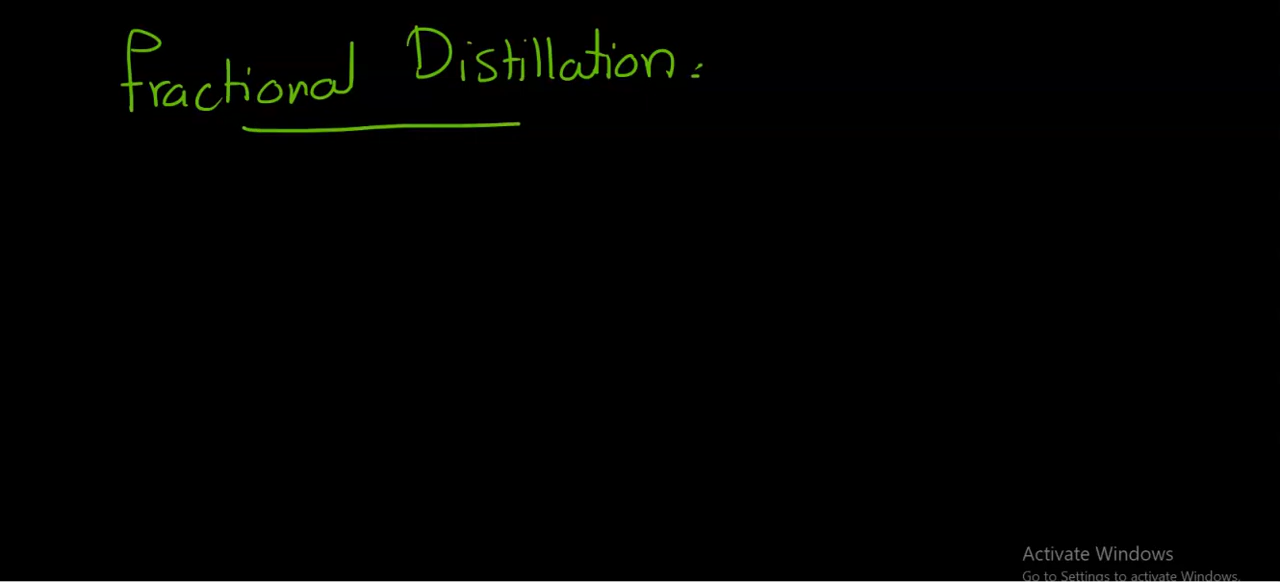 fractional Distillation:
Activate Windows
Go to Settings to activate Windows.